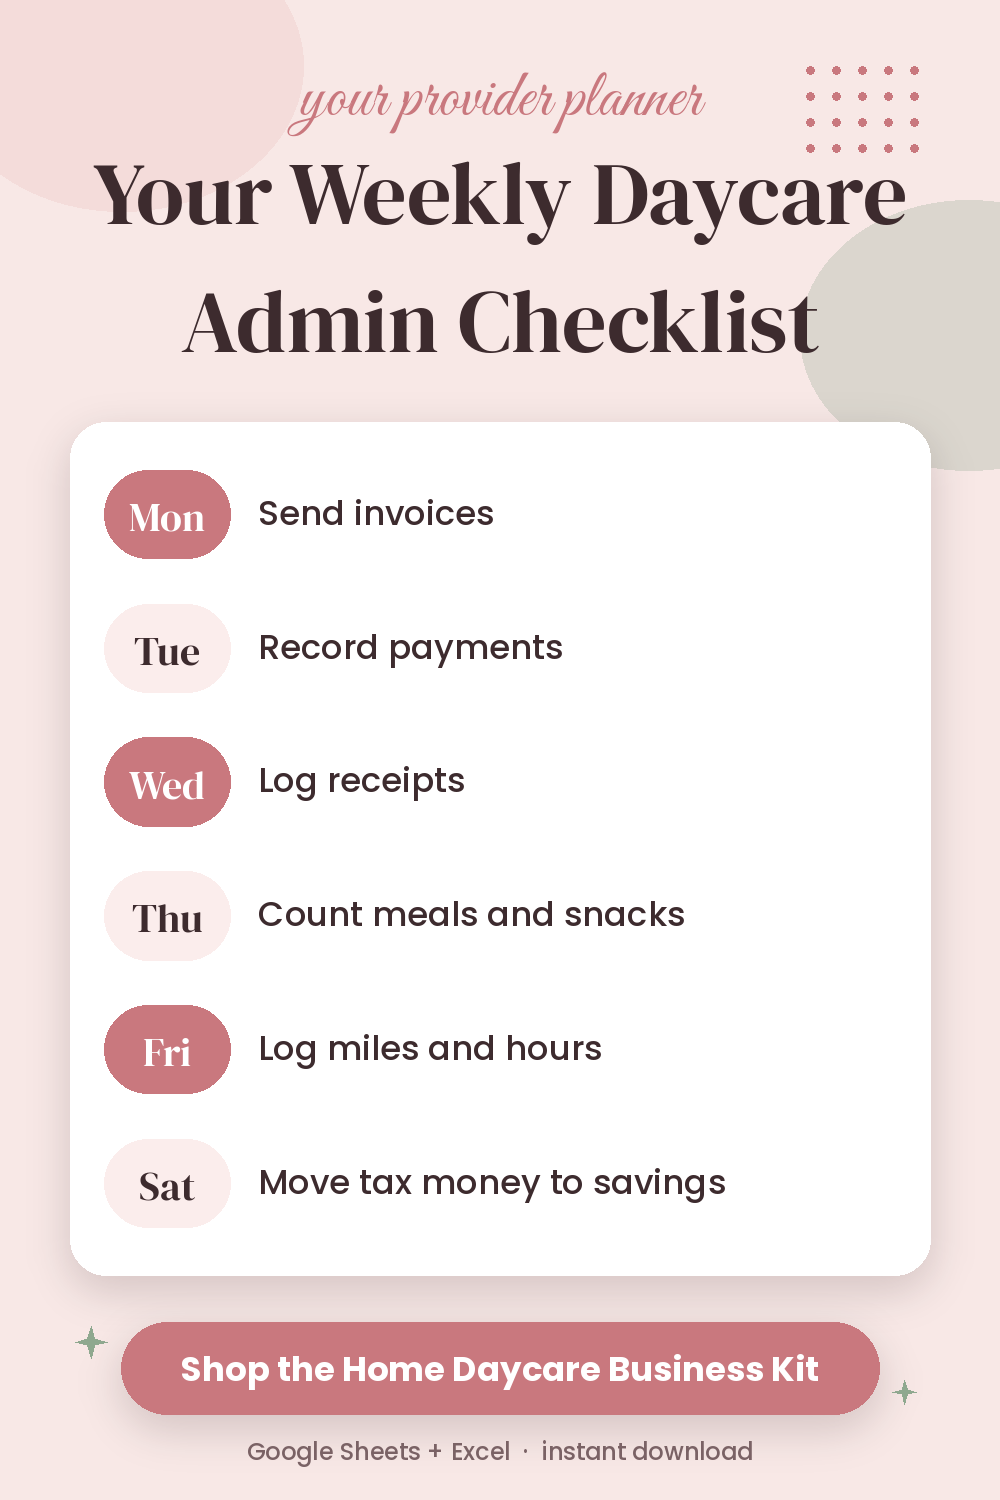 your provider planner
Your Weekly Daycare
Admin Checklist
Mon Send invoices
Tue Record payments
Wed Log receipts
Thu Count meals and snacks
Fri Log miles and hours
Sat Move tax money to savings
Shop the Home Daycare Business Kit
Google Sheets + Excel · instant download